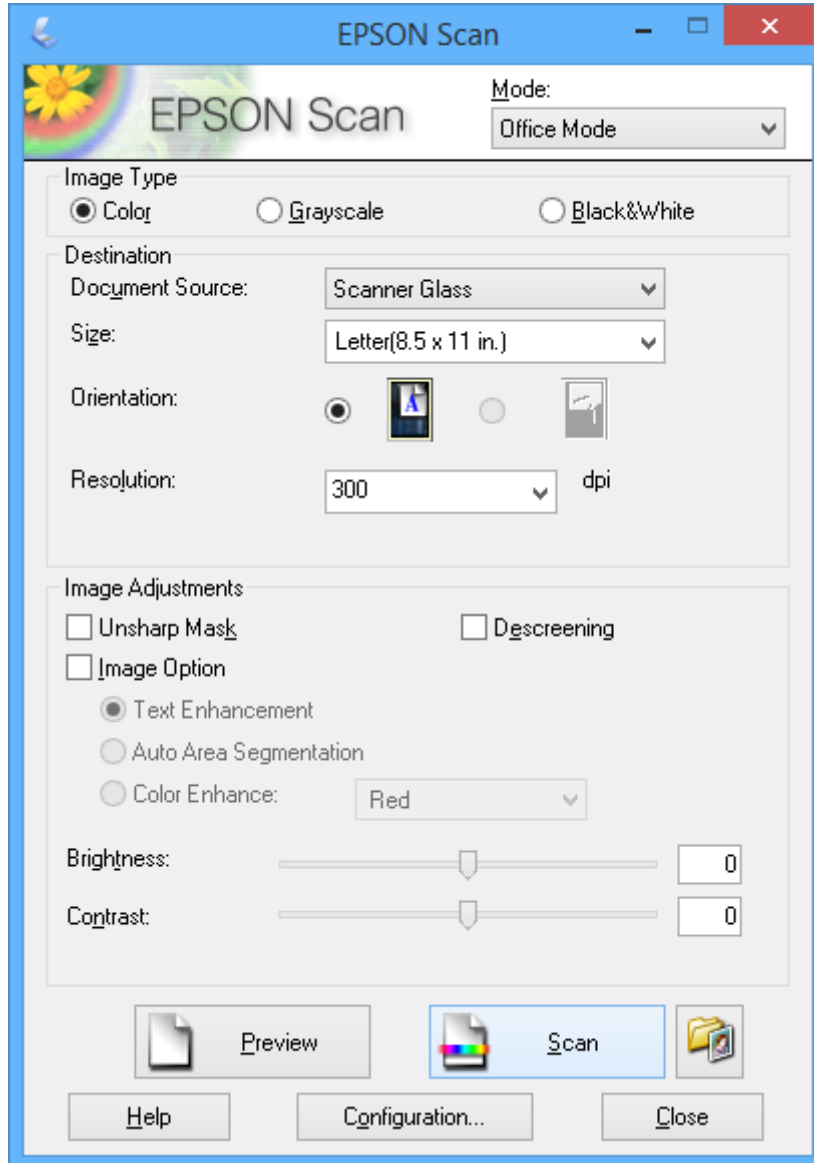 EPSON Scan
EPSON Scan
Mode:
Office Mode
Image Type
Color Grayscale Black&White
Destination
Document Source: Scanner Glass
Size: Letter(8.5 x 11 in.)
Orientation: A
Resolution: 300 dpi
Image Adjustments
Unsharp Mask Descreening
Image Option
Text Enhancement
Auto Area Segmentation
Color Enhance: Red
Brightness: 0
Contrast: 0
Preview Scan
Help Configuration... Close